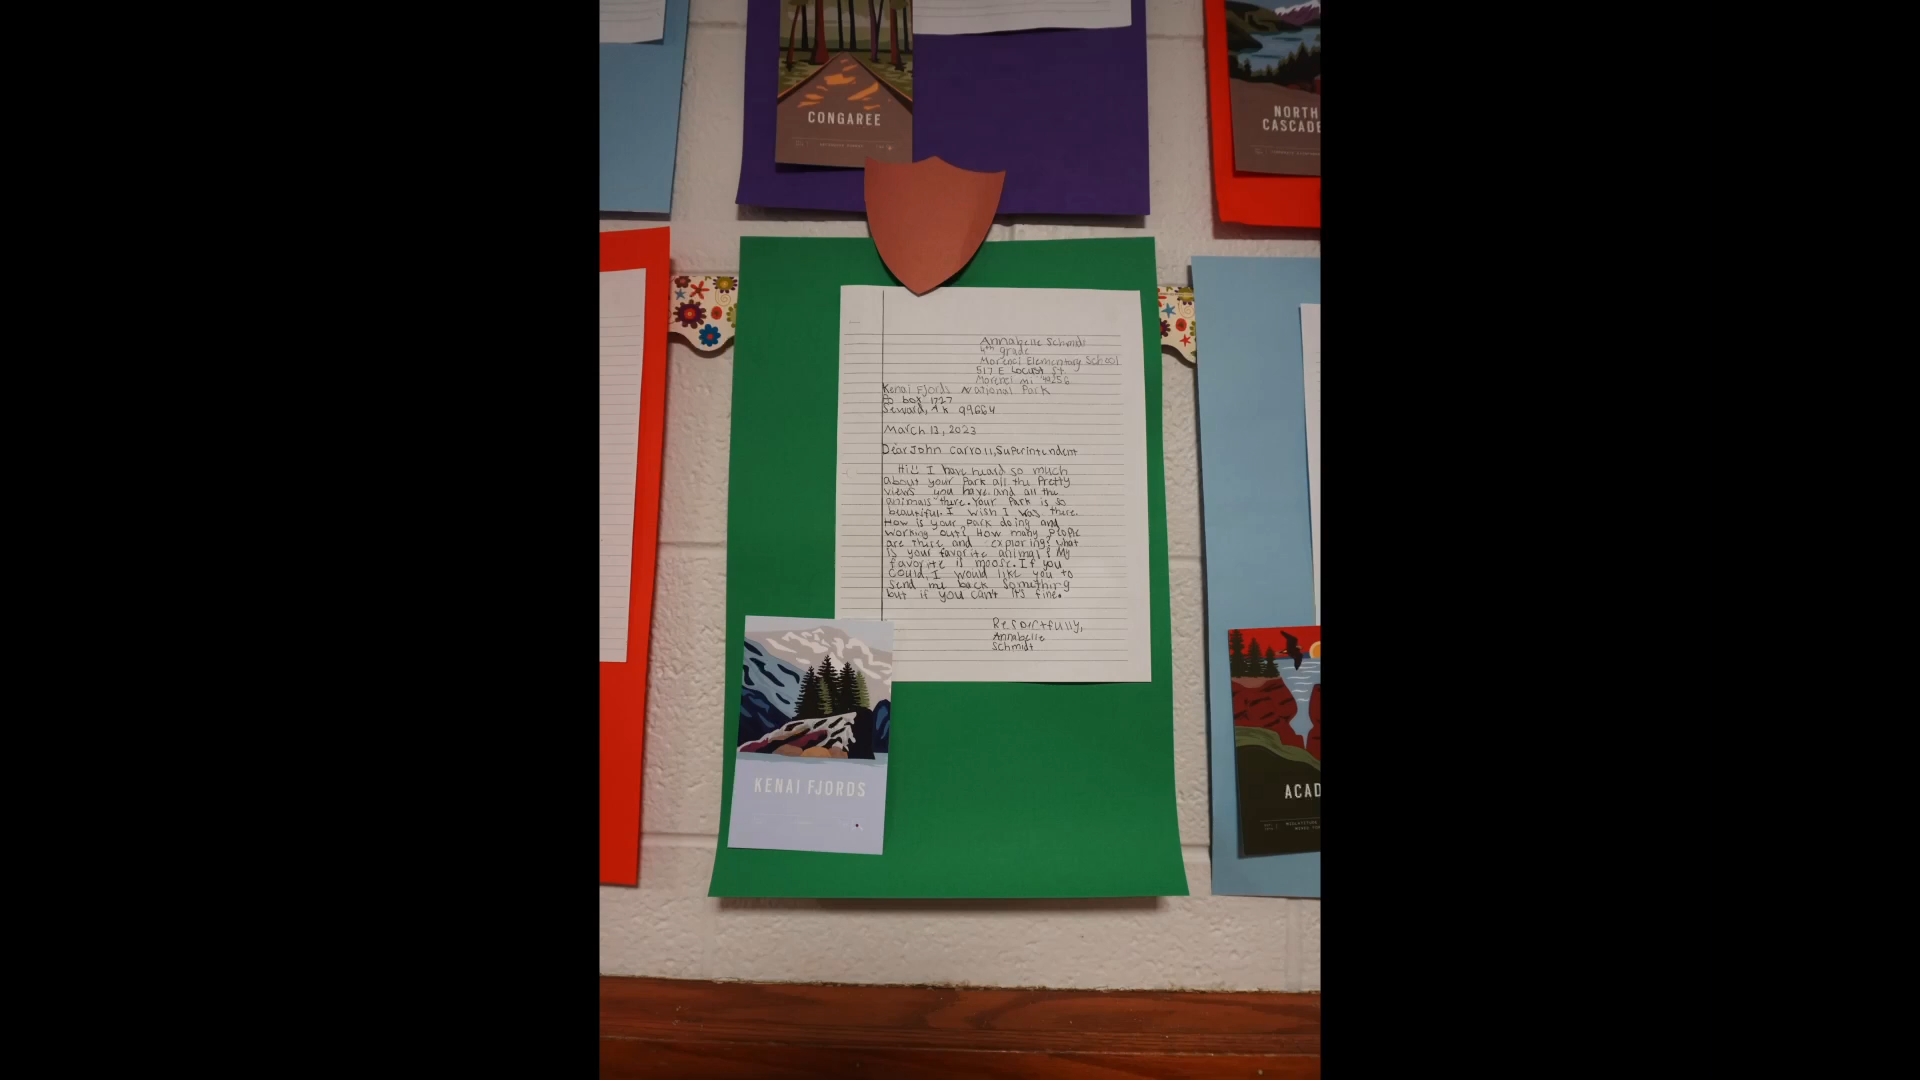 CONGAREE
NORTH
CASCADE
Annabelle Schmidt
4th grade
Morenci Elementary School
517 E Locust St
Morenci mi 49256
Kenai Fjords National Park
Po box 1727
Seward, AK 99664
March 13, 2023
Dear John Carroll, Superintendent
Hi!! I have heard so much
about your Park all the Pretty
views you have and all the
animals there. Your Park is so
beautiful. I wish I was there.
How is your park doing and
working out? How many people
are there and exploring? what
is your favorite animal? My
favorite is moose. If you
could, I would like you to
send me back something
but if you can't it's fine.
Respectfully,
Annabelle
Schmidt
KENAI FJORDS
ACAD